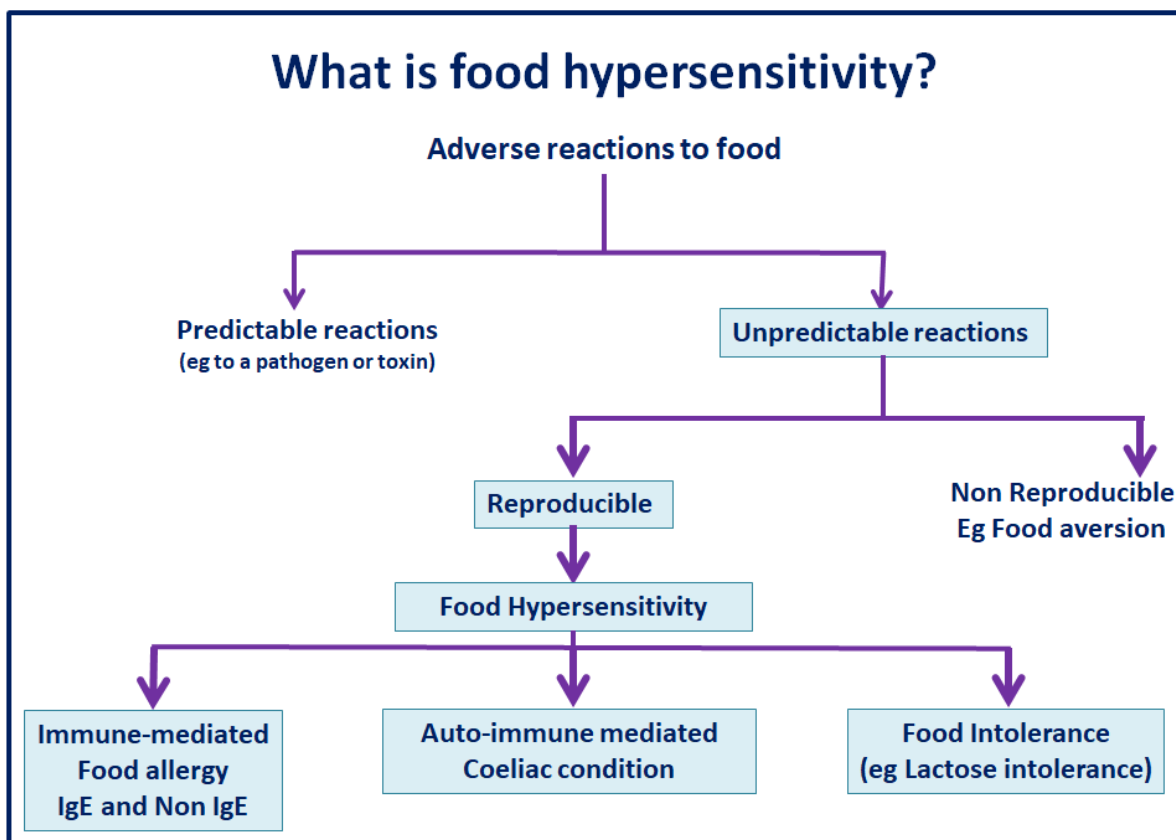 What is food hypersensitivity?
Adverse reactions to food
Predictable reactions
(eg to a pathogen or toxin)
Unpredictable reactions
Reproducible
Non Reproducible
Eg Food aversion
Food Hypersensitivity
Immune-mediated
Food allergy
IgE and Non IgE
Auto-immune mediated
Coeliac condition
Food Intolerance
(eg Lactose intolerance)